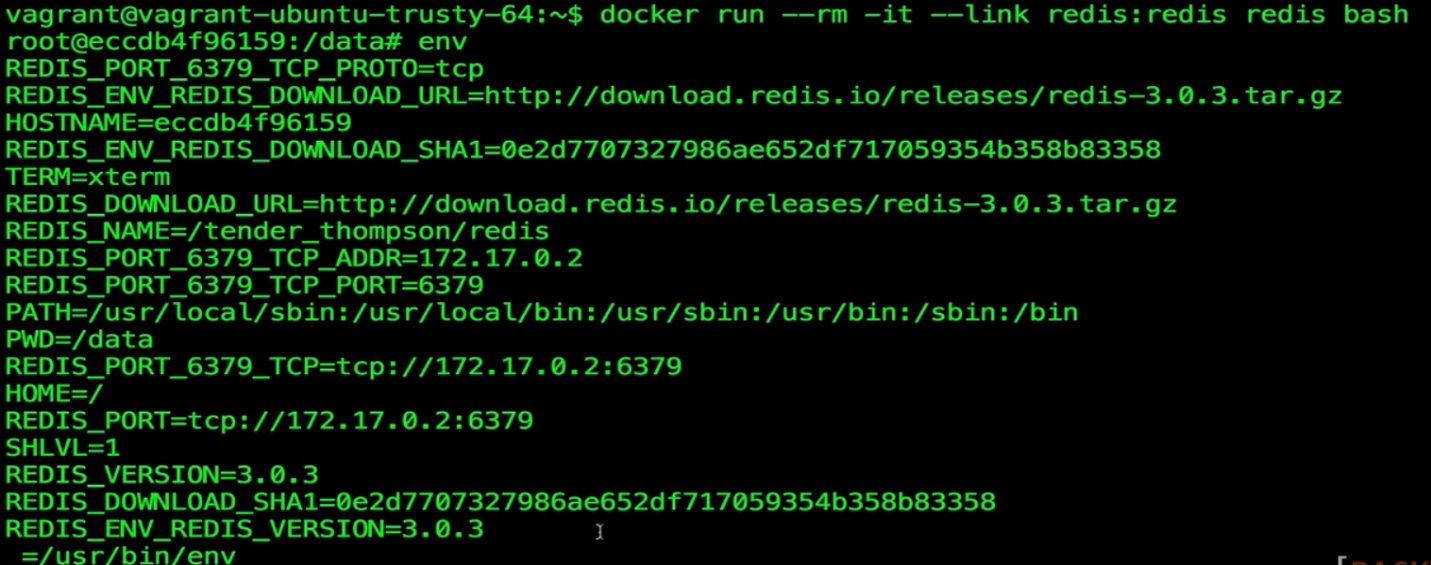 vagrant@vagrant-ubuntu-trusty-64:~$ docker run --rm -it --link redis:redis redis bash
root@eccdb4f96159:/data# env
REDIS_PORT_6379_TCP_PROTO=tcp
REDIS_ENV_REDIS_DOWNLOAD_URL=http://download.redis.io/releases/redis-3.0.3.tar.gz
HOSTNAME=eccdb4f96159
REDIS_ENV_REDIS_DOWNLOAD_SHA1=0e2d7707327986ae652df717059354b358b83358
TERM=xterm
REDIS_DOWNLOAD_URL=http://download.redis.io/releases/redis-3.0.3.tar.gz
REDIS_NAME=/tender_thompson/redis
REDIS_PORT_6379_TCP_ADDR=172.17.0.2
REDIS_PORT_6379_TCP_PORT=6379
PATH=/usr/local/sbin:/usr/local/bin:/usr/sbin:/usr/bin:/sbin:/bin
PWD=/data
REDIS_PORT_6379_TCP=tcp://172.17.0.2:6379
HOME=/
REDIS_PORT=tcp://172.17.0.2:6379
SHLVL=1
REDIS_VERSION=3.0.3
REDIS_DOWNLOAD_SHA1=0e2d7707327986ae652df717059354b358b83358
REDIS_ENV_REDIS_VERSION=3.0.3
=/usr/bin/env